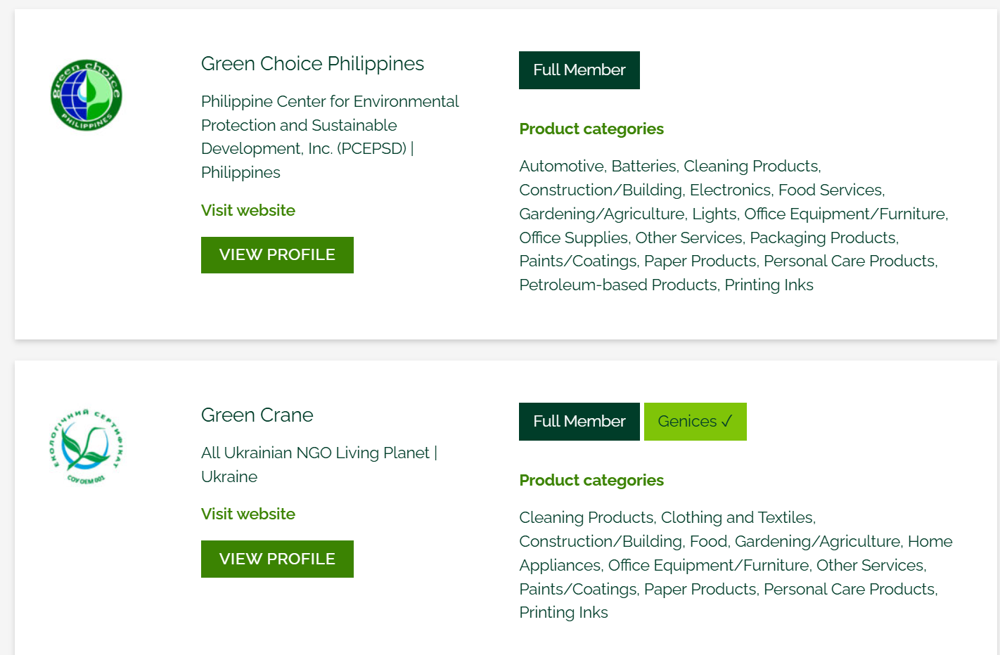 green choice
PHILIPPINES
Green Choice Philippines
Philippine Center for Environmental
Protection and Sustainable
Development, Inc. (PCEPSD) |
Philippines
Visit website
VIEW PROFILE
Full Member
Product categories
Automotive, Batteries, Cleaning Products,
Construction/Building, Electronics, Food Services,
Gardening/Agriculture, Lights, Office Equipment/Furniture,
Office Supplies, Other Services, Packaging Products,
Paints/Coatings, Paper Products, Personal Care Products,
Petroleum-based Products, Printing Inks
ЕКОЛОГІЧНИЙ СЕРТИФІКАТ
СОУ ОЕМ 001
Green Crane
All Ukrainian NGO Living Planet |
Ukraine
Visit website
VIEW PROFILE
Full Member
Genices ✓
Product categories
Cleaning Products, Clothing and Textiles,
Construction/Building, Food, Gardening/Agriculture, Home
Appliances, Office Equipment/Furniture, Other Services,
Paints/Coatings, Paper Products, Personal Care Products,
Printing Inks